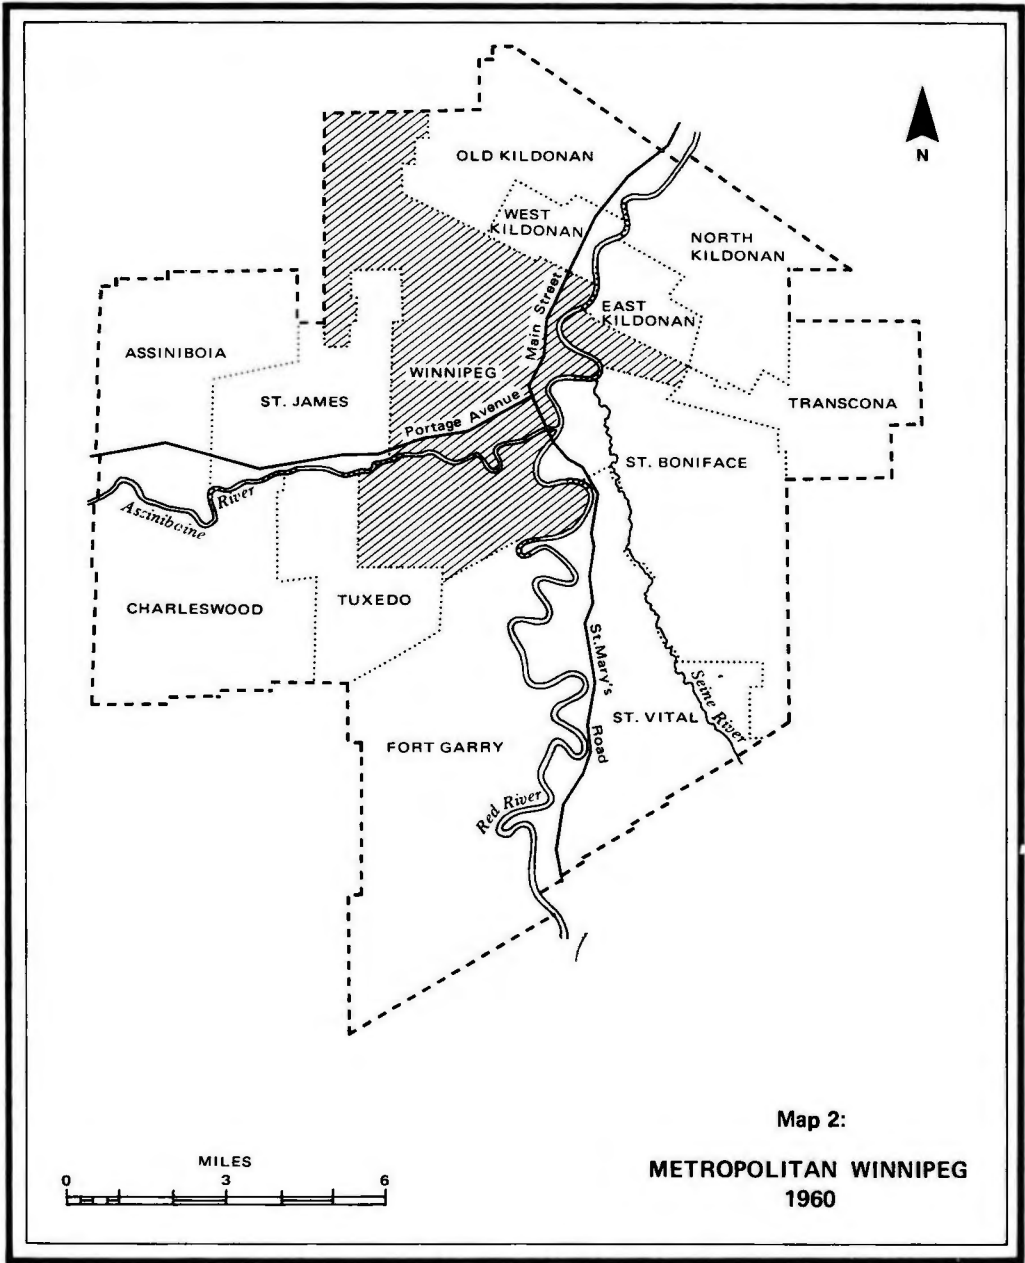 N
OLD KILDONAN
WEST
KILDONAN
NORTH
KILDONAN
Main Street
EAST
KILDONAN
ASSINIBOIA
WINNIPEG
ST. JAMES
Portage Avenue
TRANSCONA
ST. BONIFACE
Assiniboine
River
CHARLESWOOD
TUXEDO
St.Mary's
Road
Seine River
ST. VITAL
FORT GARRY
Red River
Map 2:
MILES
0 3 6
METROPOLITAN WINNIPEG
1960